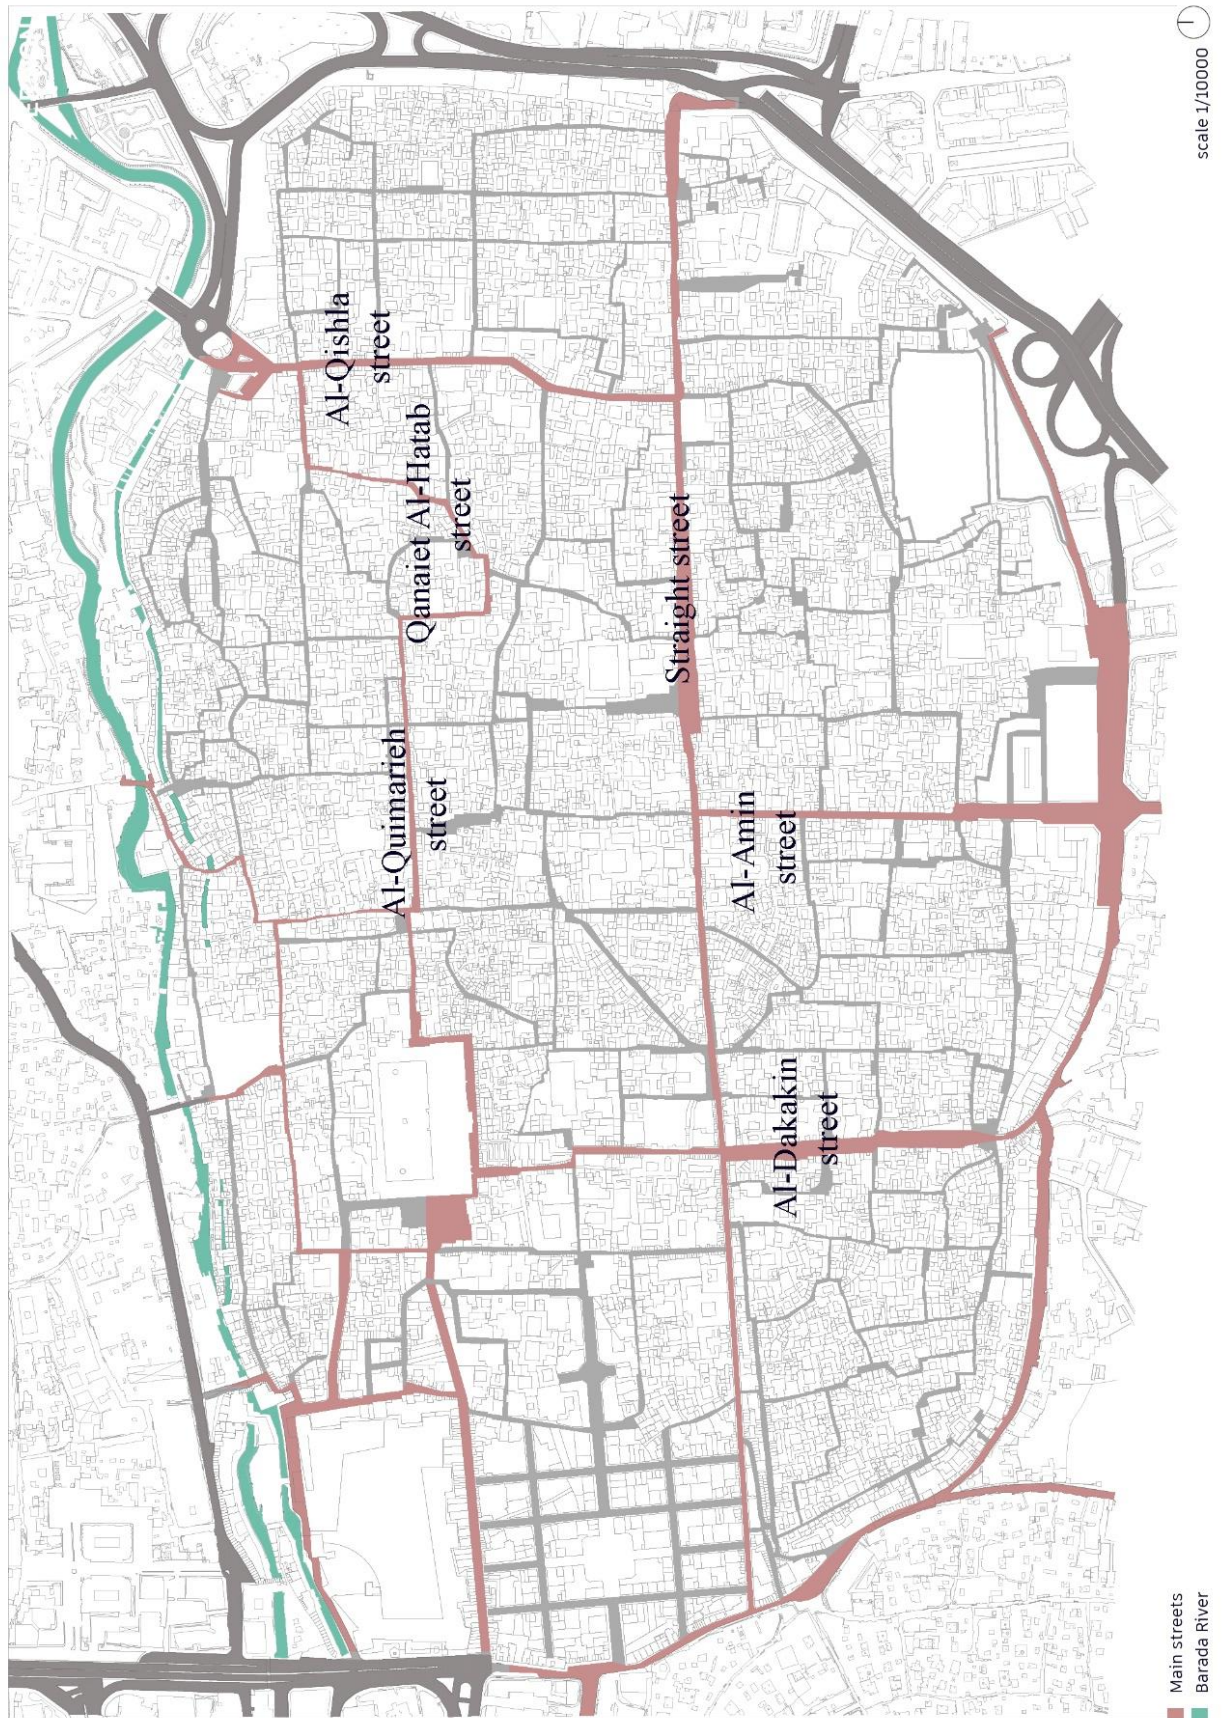 Al-Qishla
street
Qanaiet Al-Hatab
street
Straight street
Al-Quimarieh
street
Al-Amin
street
Al-Dakakin
street
Main streets
Barada River
scale 1/10000